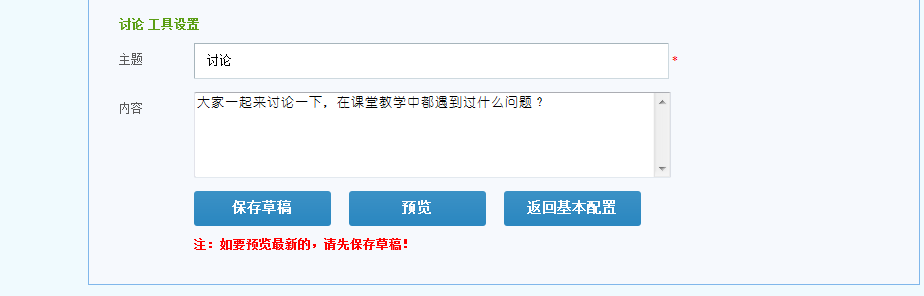 讨论 工具设置
主题
讨论
*
内容
大家一起来讨论一下，在课堂教学中都遇到过什么问题？
保存草稿 预览 返回基本配置
注：如要预览最新的，请先保存草稿！